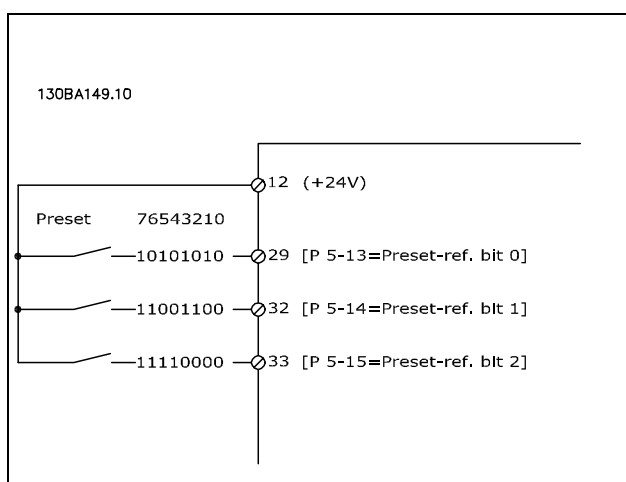 130BA149.10
12 (+24V)
Preset 76543210
10101010 29 [P 5-13=Preset-ref. bit 0]
11001100 32 [P 5-14=Preset-ref. bit 1]
11110000 33 [P 5-15=Preset-ref. bit 2]